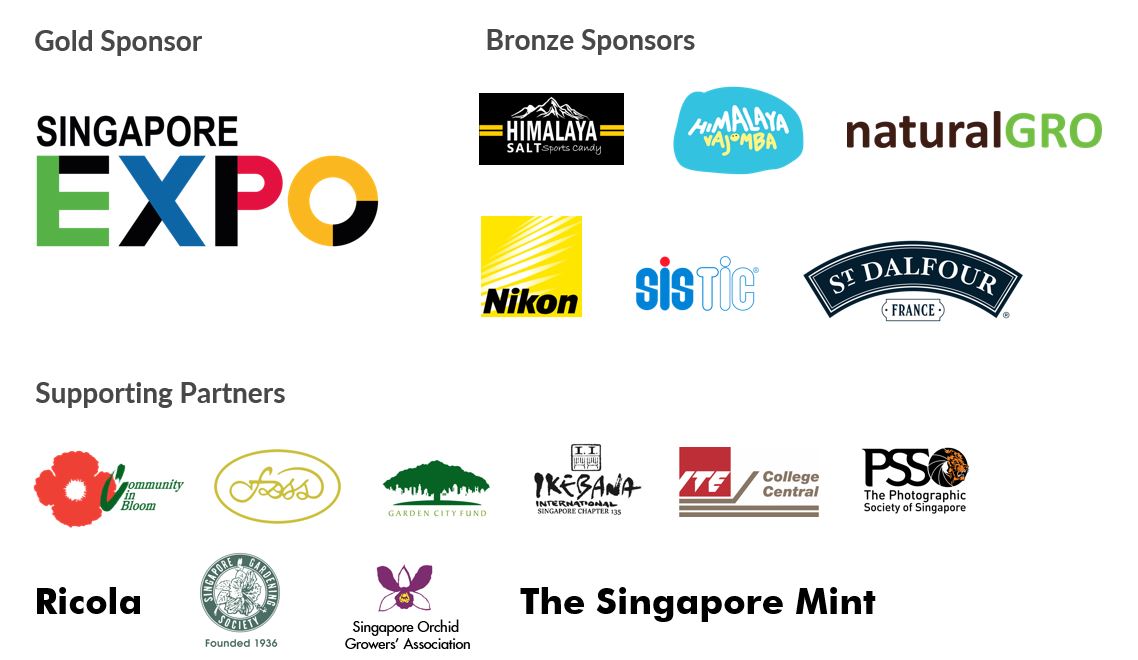 Gold Sponsor
Bronze Sponsors
SINGAPORE
EXPO
HIMALAYA
SALT Sports Candy
HiMALAYA
VAJOMBA
naturalGRO
Nikon
sistic®
ST DALFOUR
FRANCE
®
Supporting Partners
Community
in
Bloom
foss
GARDEN CITY FUND
I.I.
IKEBANA
INTERNATIONAL
SINGAPORE CHAPTER 135
ITE
College
Central
PSS
The Photographic
Society of Singapore
Ricola
SINGAPORE GARDENING
SOCIETY
Founded 1936
Singapore Orchid
Growers' Association
The Singapore Mint